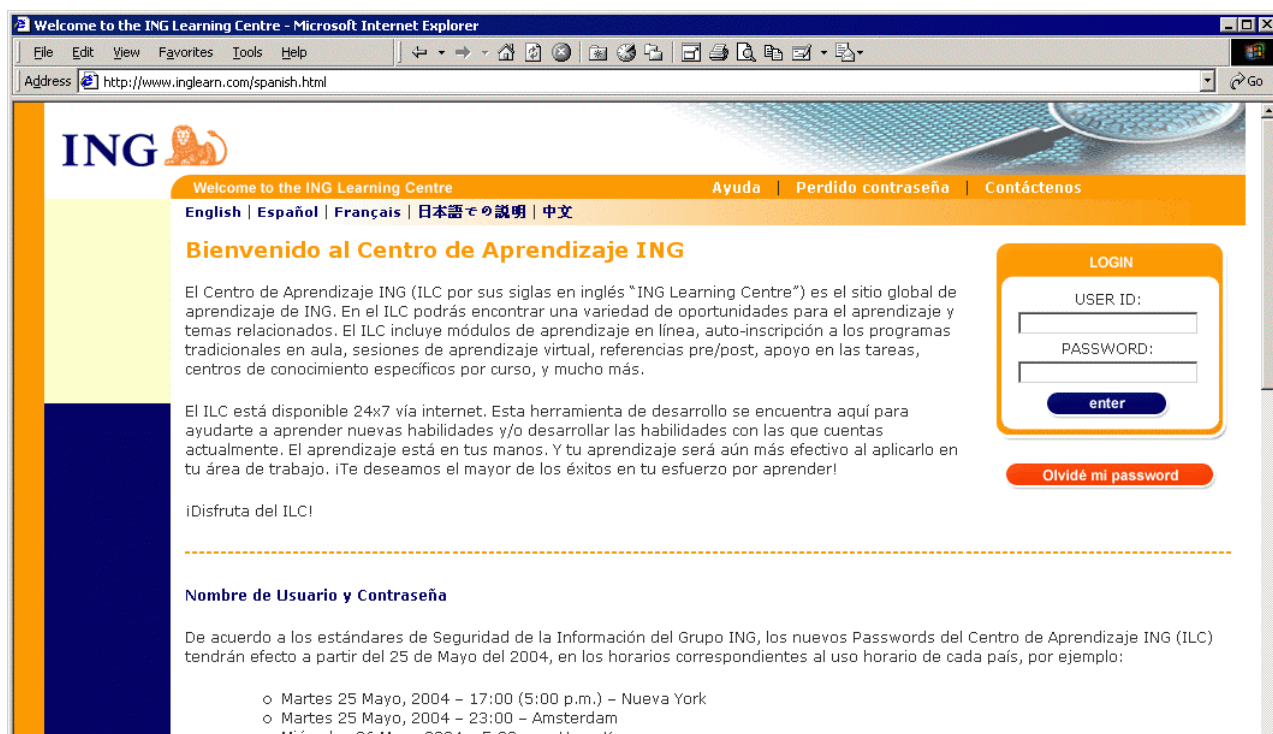 Welcome to the ING Learning Centre - Microsoft Internet Explorer
File Edit View Favorites Tools Help
Address http://www.inglearn.com/spanish.html Go
ING
Welcome to the ING Learning Centre Ayuda | Perdido contraseña | Contáctenos
English | Español | Français | 日本語での説明 | 中文
Bienvenido al Centro de Aprendizaje ING
El Centro de Aprendizaje ING (ILC por sus siglas en inglés “ING Learning Centre”) es el sitio global de
aprendizaje de ING. En el ILC podrás encontrar una variedad de oportunidades para el aprendizaje y
temas relacionados. El ILC incluye módulos de aprendizaje en línea, auto-inscripción a los programas
tradicionales en aula, sesiones de aprendizaje virtual, referencias pre/post, apoyo en las tareas,
centros de conocimiento específicos por curso, y mucho más.
El ILC está disponible 24x7 vía internet. Esta herramienta de desarrollo se encuentra aquí para
ayudarte a aprender nuevas habilidades y/o desarrollar las habilidades con las que cuentas
actualmente. El aprendizaje está en tus manos. Y tu aprendizaje será aún más efectivo al aplicarlo en
tu área de trabajo. ¡Te deseamos el mayor de los éxitos en tu esfuerzo por aprender!
¡Disfruta del ILC!
LOGIN
USER ID:
PASSWORD:
enter
Olvidé mi password
Nombre de Usuario y Contraseña
De acuerdo a los estándares de Seguridad de la Información del Grupo ING, los nuevos Passwords del Centro de Aprendizaje ING (ILC)
tendrán efecto a partir del 25 de Mayo del 2004, en los horarios correspondientes al uso horario de cada país, por ejemplo:
o Martes 25 Mayo, 2004 – 17:00 (5:00 p.m.) – Nueva York
o Martes 25 Mayo, 2004 – 23:00 – Amsterdam